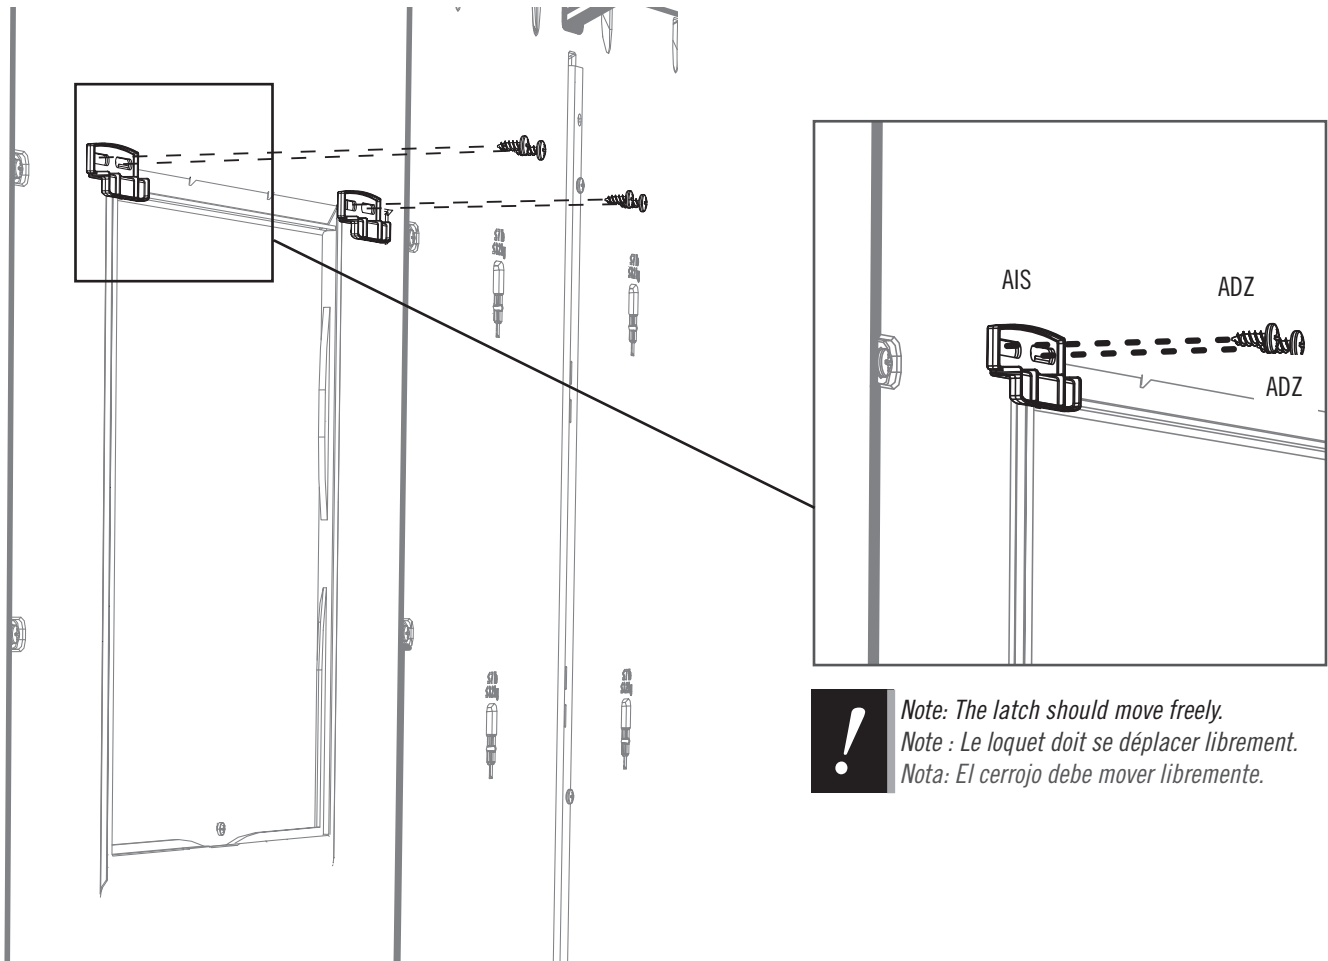 AIS
ADZ
ADZ
Note: The latch should move freely.
Note : Le loquet doit se déplacer librement.
Nota: El cerrojo debe mover libremente.